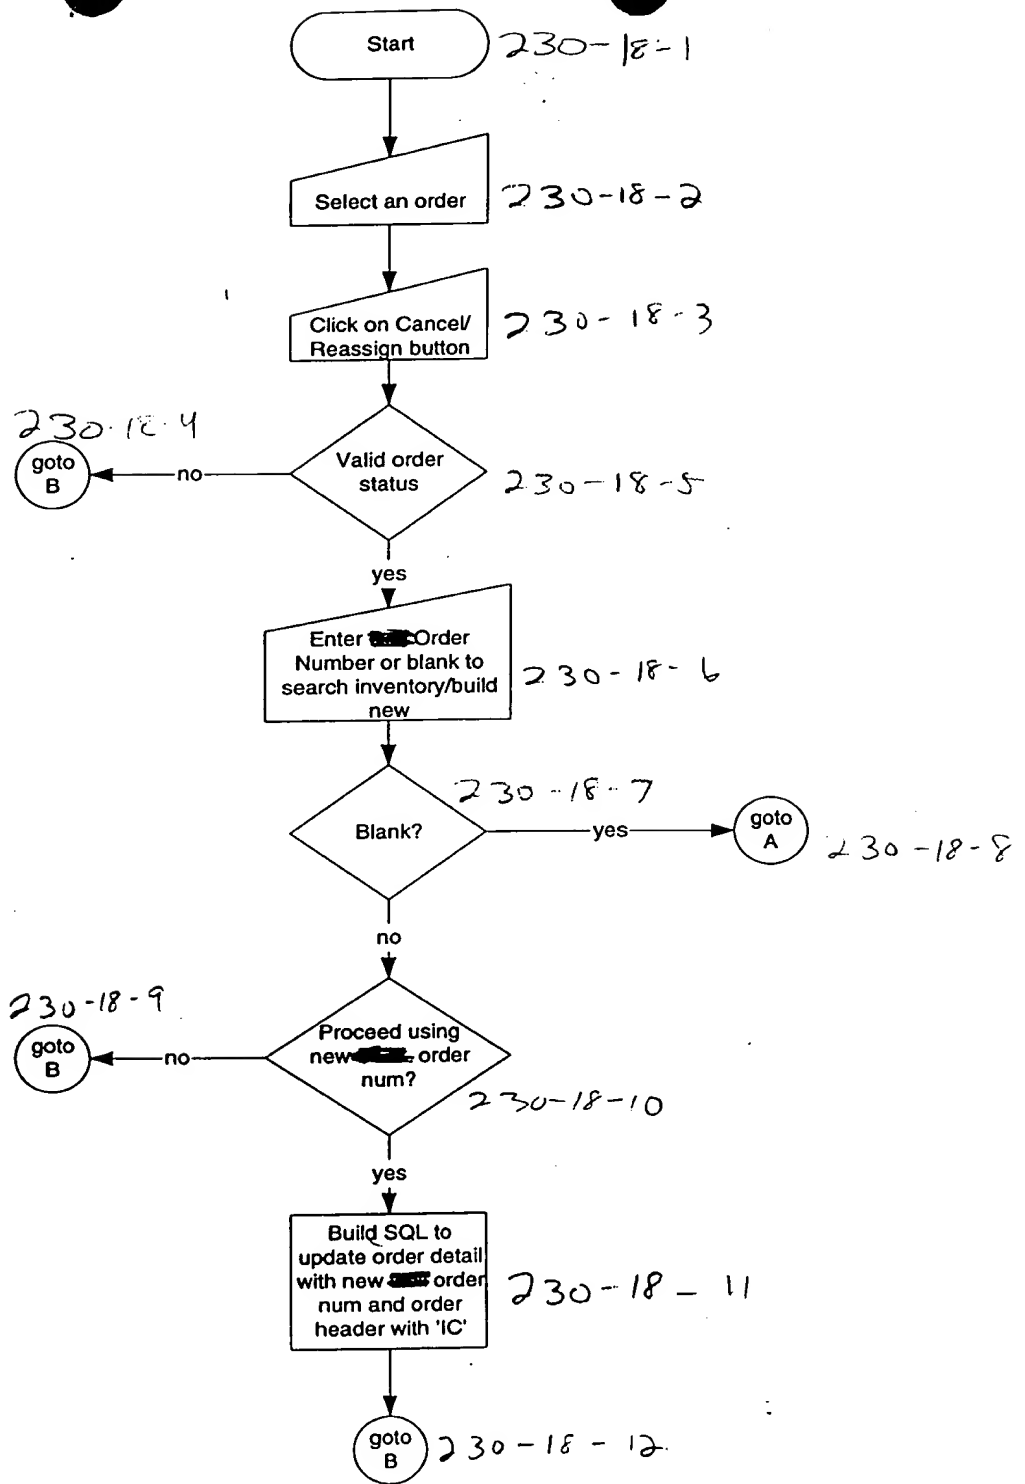 Start
230-18-1
Select an order
230-18-2
Click on Cancel/
Reassign button
230-18-3
230-18-4
goto
B
no
Valid order
status
230-18-5
yes
Enter Order
Number or blank to
search inventory/build
new
230-18-6
230-18-7
Blank?
yes
goto
A
230-18-8
no
230-18-9
goto
B
no
Proceed using
new order
num?
230-18-10
yes
Build SQL to
update order detail
with new order
num and order
header with 'IC'
230-18-11
goto
B
230-18-12